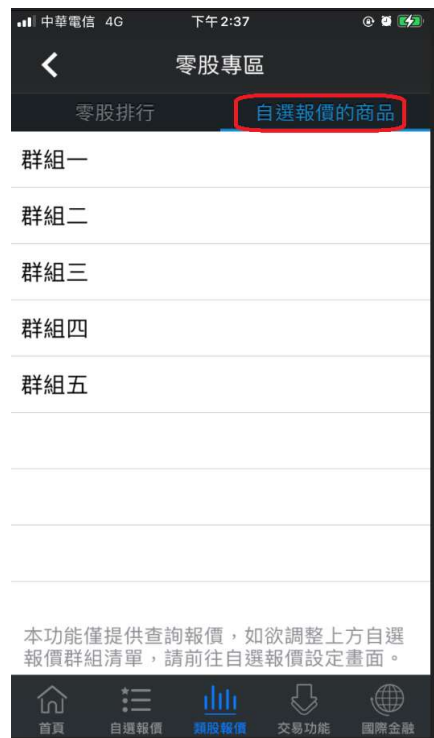 中華電信 4G 下午2:37
零股專區
零股排行 自選報價的商品
群組一
群組二
群組三
群組四
群組五
本功能僅提供查詢報價，如欲調整上方自選
報價群組清單，請前往自選報價設定畫面。
首頁 自選報價 類股報價 交易功能 國際金融